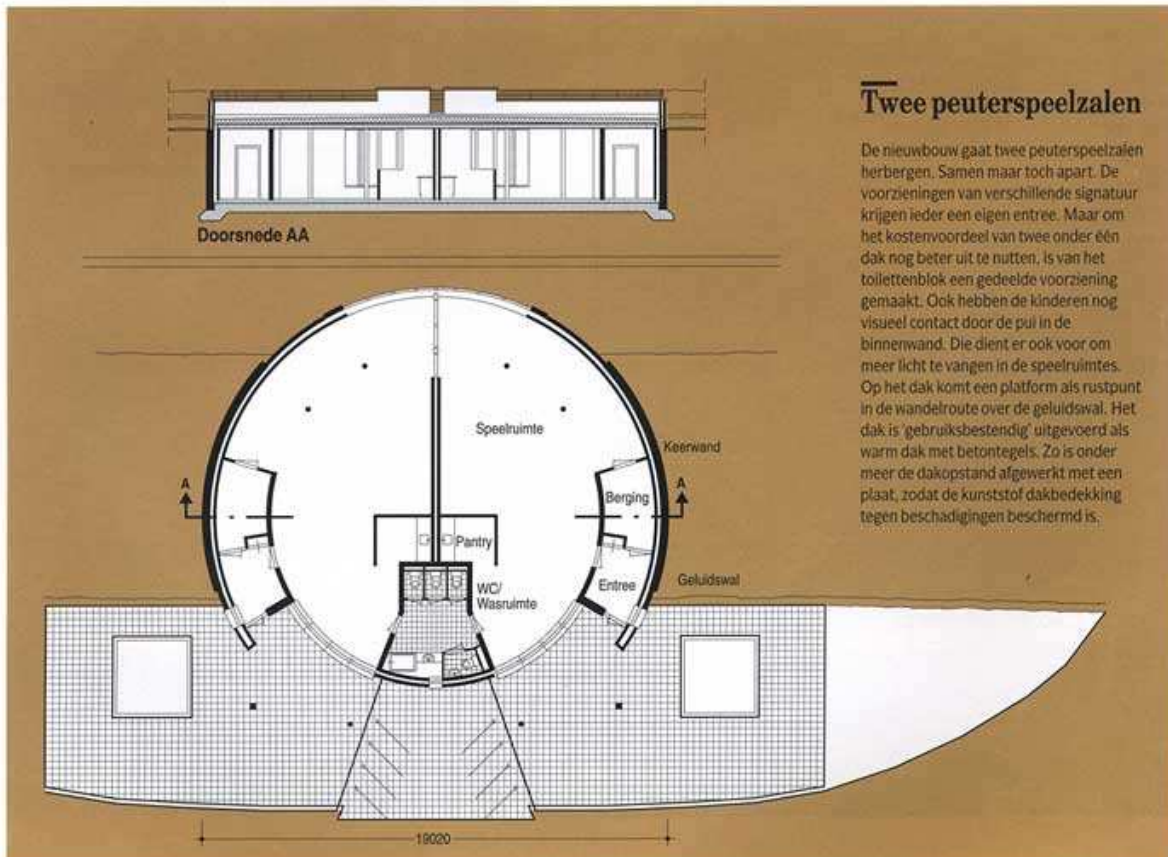 Twee peuterspeelzalen
De nieuwbouw gaat twee peuterspeelzalen
herbergen. Samen maar toch apart. De
voorzieningen van verschillende signatuur
krijgen ieder een eigen entree. Maar om
het kostenvoordeel van twee onder één
dak nog beter uit te nutten, is van het
toilettenblok een gedeelde voorziening
gemaakt. Ook hebben de kinderen nog
visueel contact door de pui in de
binnenwand. Die dient er ook voor om
meer licht te vangen in de speelruimtes.
Op het dak komt een platform als rustpunt
in de wandelroute over de geluidswal. Het
dak is 'gebruiksbestendig' uitgevoerd als
warm dak met betontegels. Zo is onder
meer de dakopstand afgewerkt met een
plaat, zodat de kunststof dakbedekking
tegen beschadigingen beschermd is.
Doorsnede AA
Speelruimte
Keerwand
A
Berging
A
Pantry
WC/
Wasruimte
Entree
Geluidswal
19020